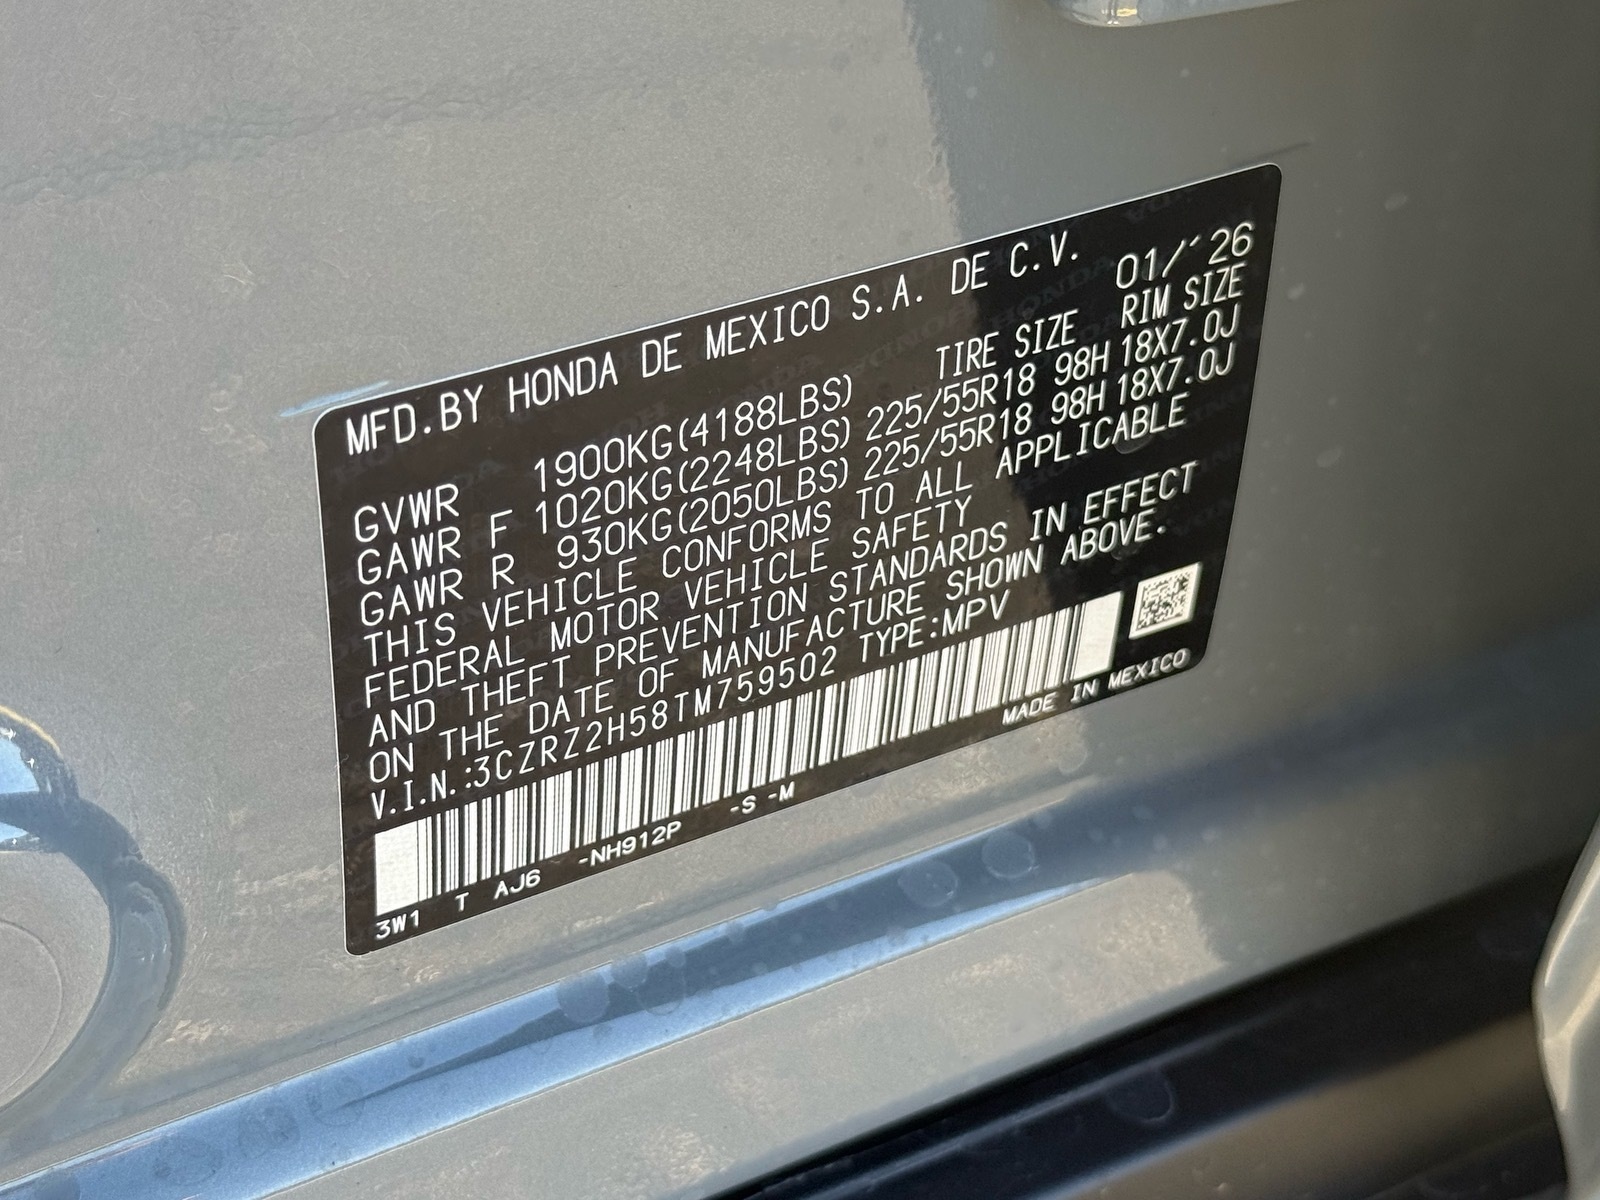 MFD.BY HONDA DE MEXICO S.A. DE C.V. 01/´26
TIRE SIZE RIM SIZE
GVWR 1900KG(4188LBS)
GAWR F 1020KG(2248LBS) 225/55R18 98H 18X7.0J
GAWR R 930KG(2050LBS) 225/55R18 98H 18X7.0J
THIS VEHICLE CONFORMS TO ALL APPLICABLE
FEDERAL MOTOR VEHICLE SAFETY
AND THEFT PREVENTION STANDARDS IN EFFECT
ON THE DATE OF MANUFACTURE SHOWN ABOVE.
V.I.N.:3CZRZ2H58TM759502 TYPE:MPV
MADE IN MEXICO
3W1 T AJ6 -NH912P -S -M